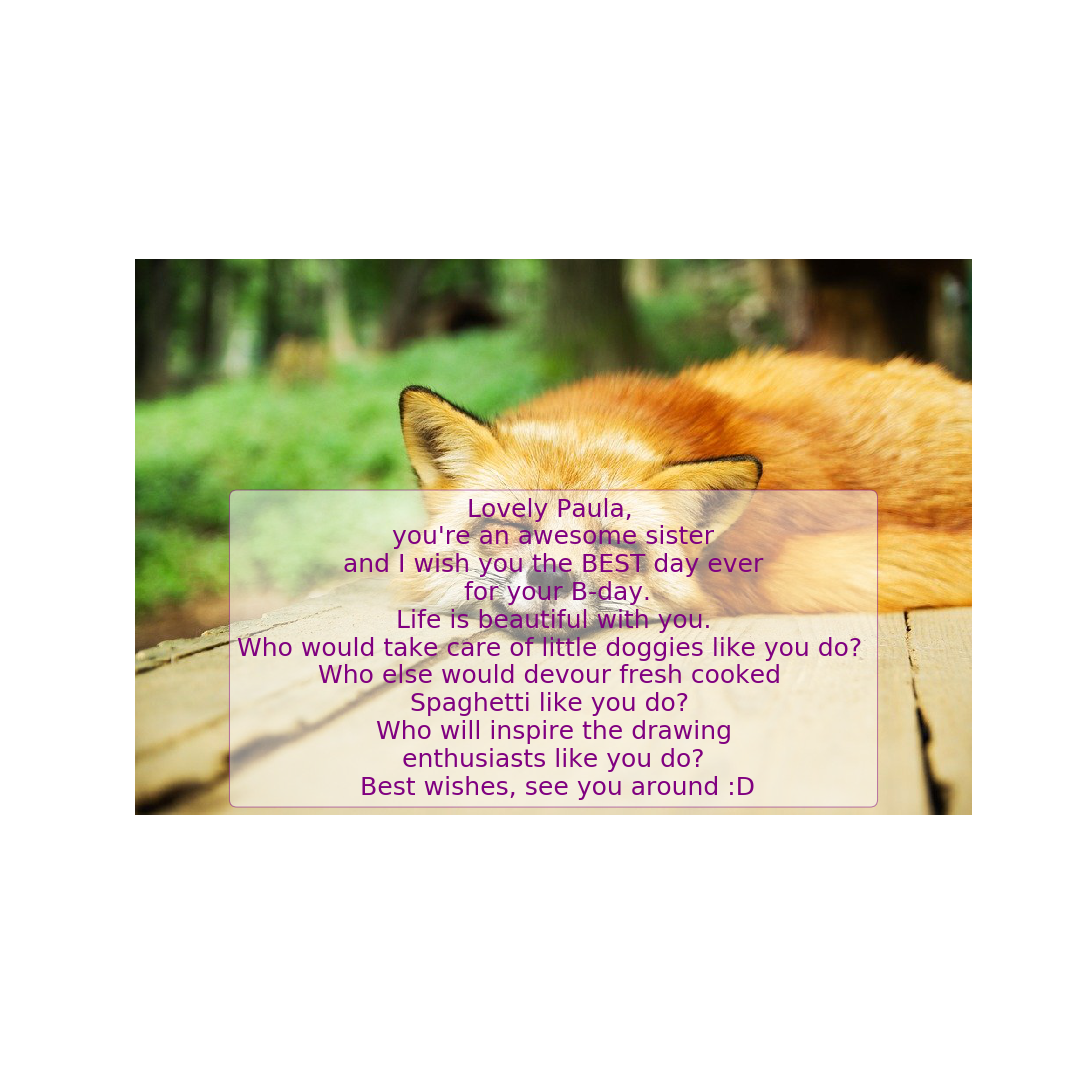 Lovely Paula,
you're an awesome sister
and I wish you the BEST day ever
for your B-day.
Life is beautiful with you.
Who would take care of little doggies like you do?
Who else would devour fresh cooked
Spaghetti like you do?
Who will inspire the drawing
enthusiasts like you do?
Best wishes, see you around :D